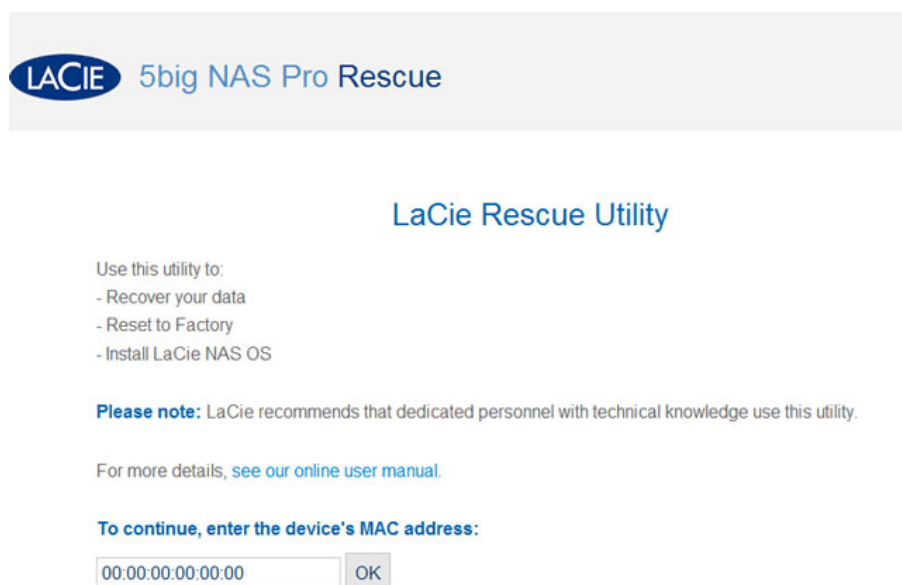 LACIE 5big NAS Pro Rescue
LaCie Rescue Utility
Use this utility to:
- Recover your data
- Reset to Factory
- Install LaCie NAS OS
Please note: LaCie recommends that dedicated personnel with technical knowledge use this utility.
For more details, see our online user manual.
To continue, enter the device's MAC address:
00:00:00:00:00:00 OK